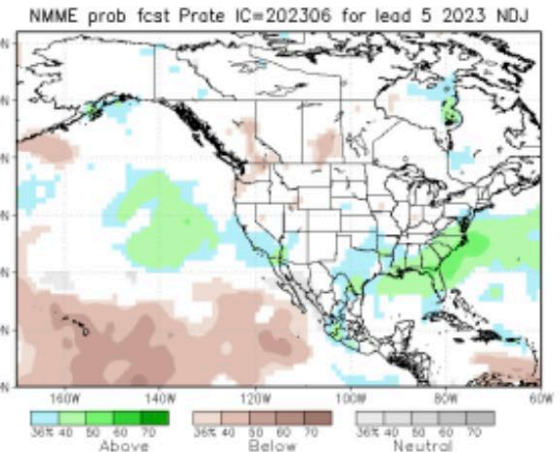 NMME prob fcst Prate IC=202306 for lead 5 2023 NDJ
160W 140W 120W 100W 80W 60W
36% 40 50 60 70 36% 40 50 60 70 36% 40 50 60 70
Above Below Neutral